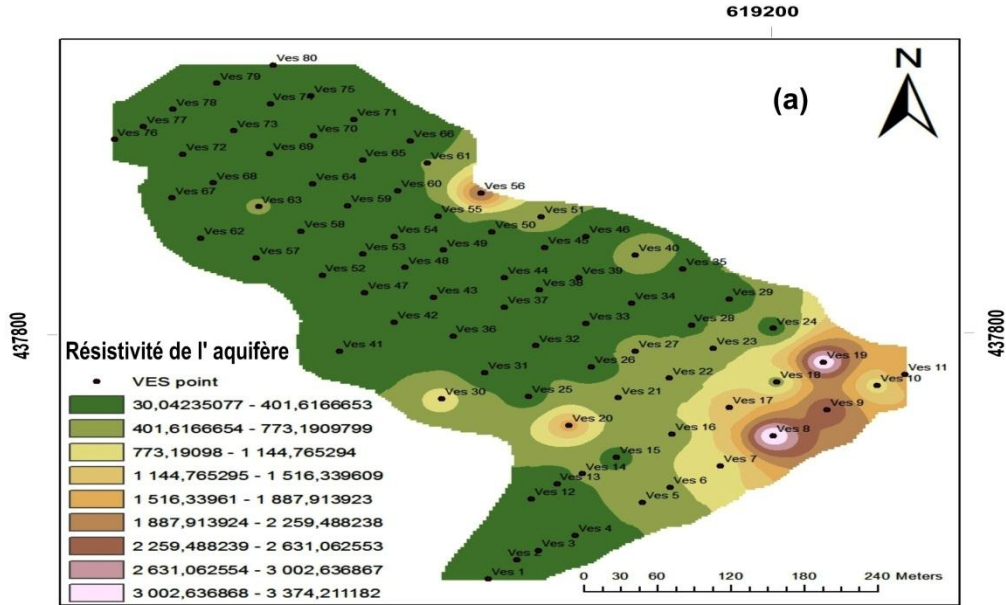 619200
(a)
N
Ves 80
Ves 79
Ves 75
Ves 78
Ves 71
Ves 77
Ves 73
Ves 70
Ves 76
Ves 66
Ves 72
Ves 69
Ves 65
Ves 61
Ves 68
Ves 64
Ves 60
Ves 56
Ves 67
Ves 63
Ves 59
Ves 55
Ves 51
Ves 62
Ves 58
Ves 54
Ves 50
Ves 46
Ves 57
Ves 53
Ves 49
Ves 45
Ves 40
Ves 52
Ves 48
Ves 44
Ves 39
Ves 35
Ves 47
Ves 43
Ves 38
Ves 37
Ves 34
Ves 29
Ves 42
Ves 36
Ves 33
Ves 28
Ves 24
437800
437800
Ves 41
Ves 32
Ves 27
Ves 23
Ves 31
Ves 26
Ves 22
Ves 19
Ves 18
Ves 11
Ves 10
Ves 30
Ves 25
Ves 21
Ves 17
Ves 9
Ves 20
Ves 16
Ves 8
Ves 15
Ves 14
Ves 7
Ves 13
Ves 12
Ves 6
Ves 5
Ves 4
Ves 3
Ves 2
Ves 1
Résistivité de l' aquifère
VES point
30,04235077 - 401,6166653
401,6166654 - 773,1909799
773,19098 - 1 144,765294
1 144,765295 - 1 516,339609
1 516,33961 - 1 887,913923
1 887,913924 - 2 259,488238
2 259,488239 - 2 631,062553
2 631,062554 - 3 002,636867
3 002,636868 - 3 374,211182
0 30 60 120 180 240 Meters